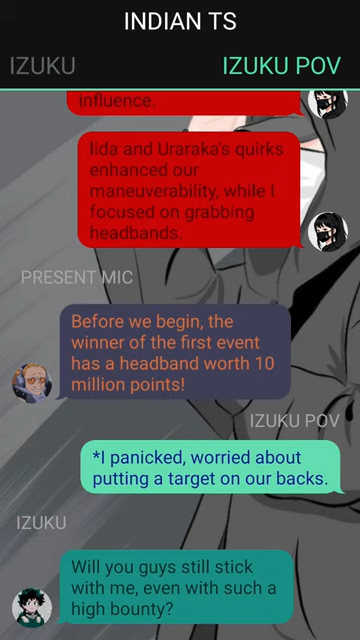 INDIAN TS
IZUKU
IZUKU POV
influence.
Iida and Uraraka's quirks
enhanced our
maneuverability, while I
focused on grabbing
headbands.
PRESENT MIC
Before we begin, the
winner of the first event
has a headband worth 10
million points!
IZUKU POV
*I panicked, worried about
putting a target on our backs.
IZUKU
Will you guys still stick
with me, even with such a
high bounty?